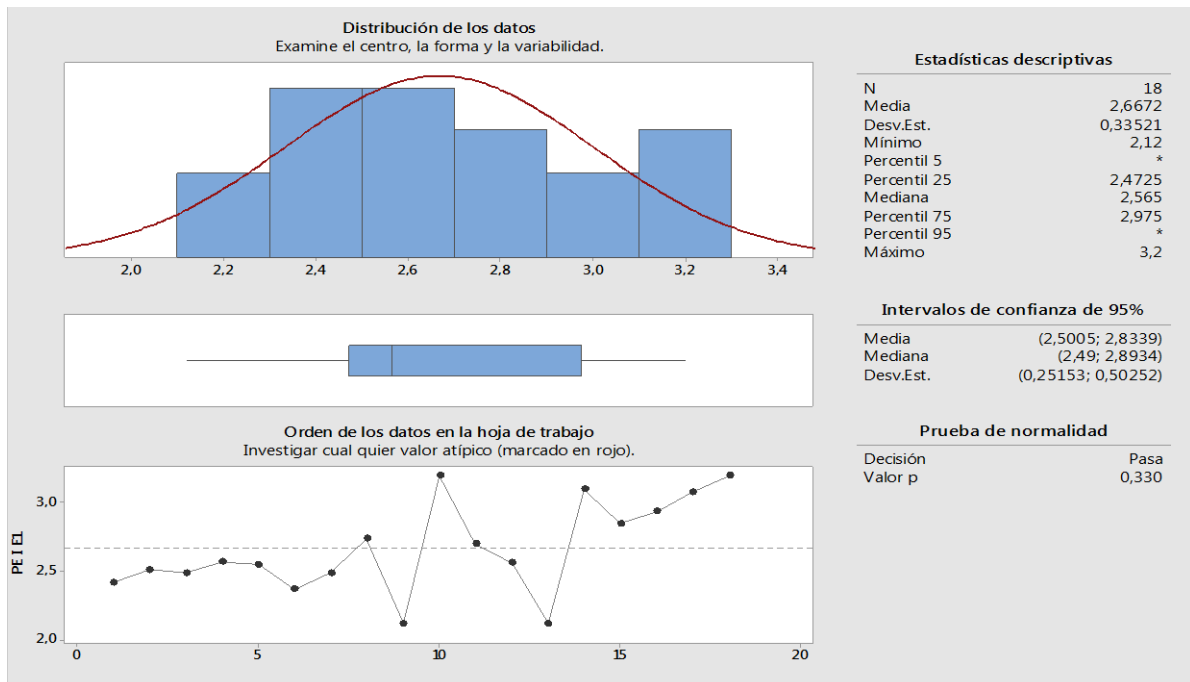 Distribución de los datos
Examine el centro, la forma y la variabilidad.
2,0 2,2 2,4 2,6 2,8 3,0 3,2 3,4
Orden de los datos en la hoja de trabajo
Investigar cual quier valor atípico (marcado en rojo).
PE I E1
3,0
2,5
2,0
0 5 10 15 20
Estadísticas descriptivas
N 18
Media 2,6672
Desv.Est. 0,33521
Mínimo 2,12
Percentil 5 *
Percentil 25 2,4725
Mediana 2,565
Percentil 75 2,975
Percentil 95 *
Máximo 3,2
Intervalos de confianza de 95%
Media (2,5005; 2,8339)
Mediana (2,49; 2,8934)
Desv.Est. (0,25153; 0,50252)
Prueba de normalidad
Decisión Pasa
Valor p 0,330